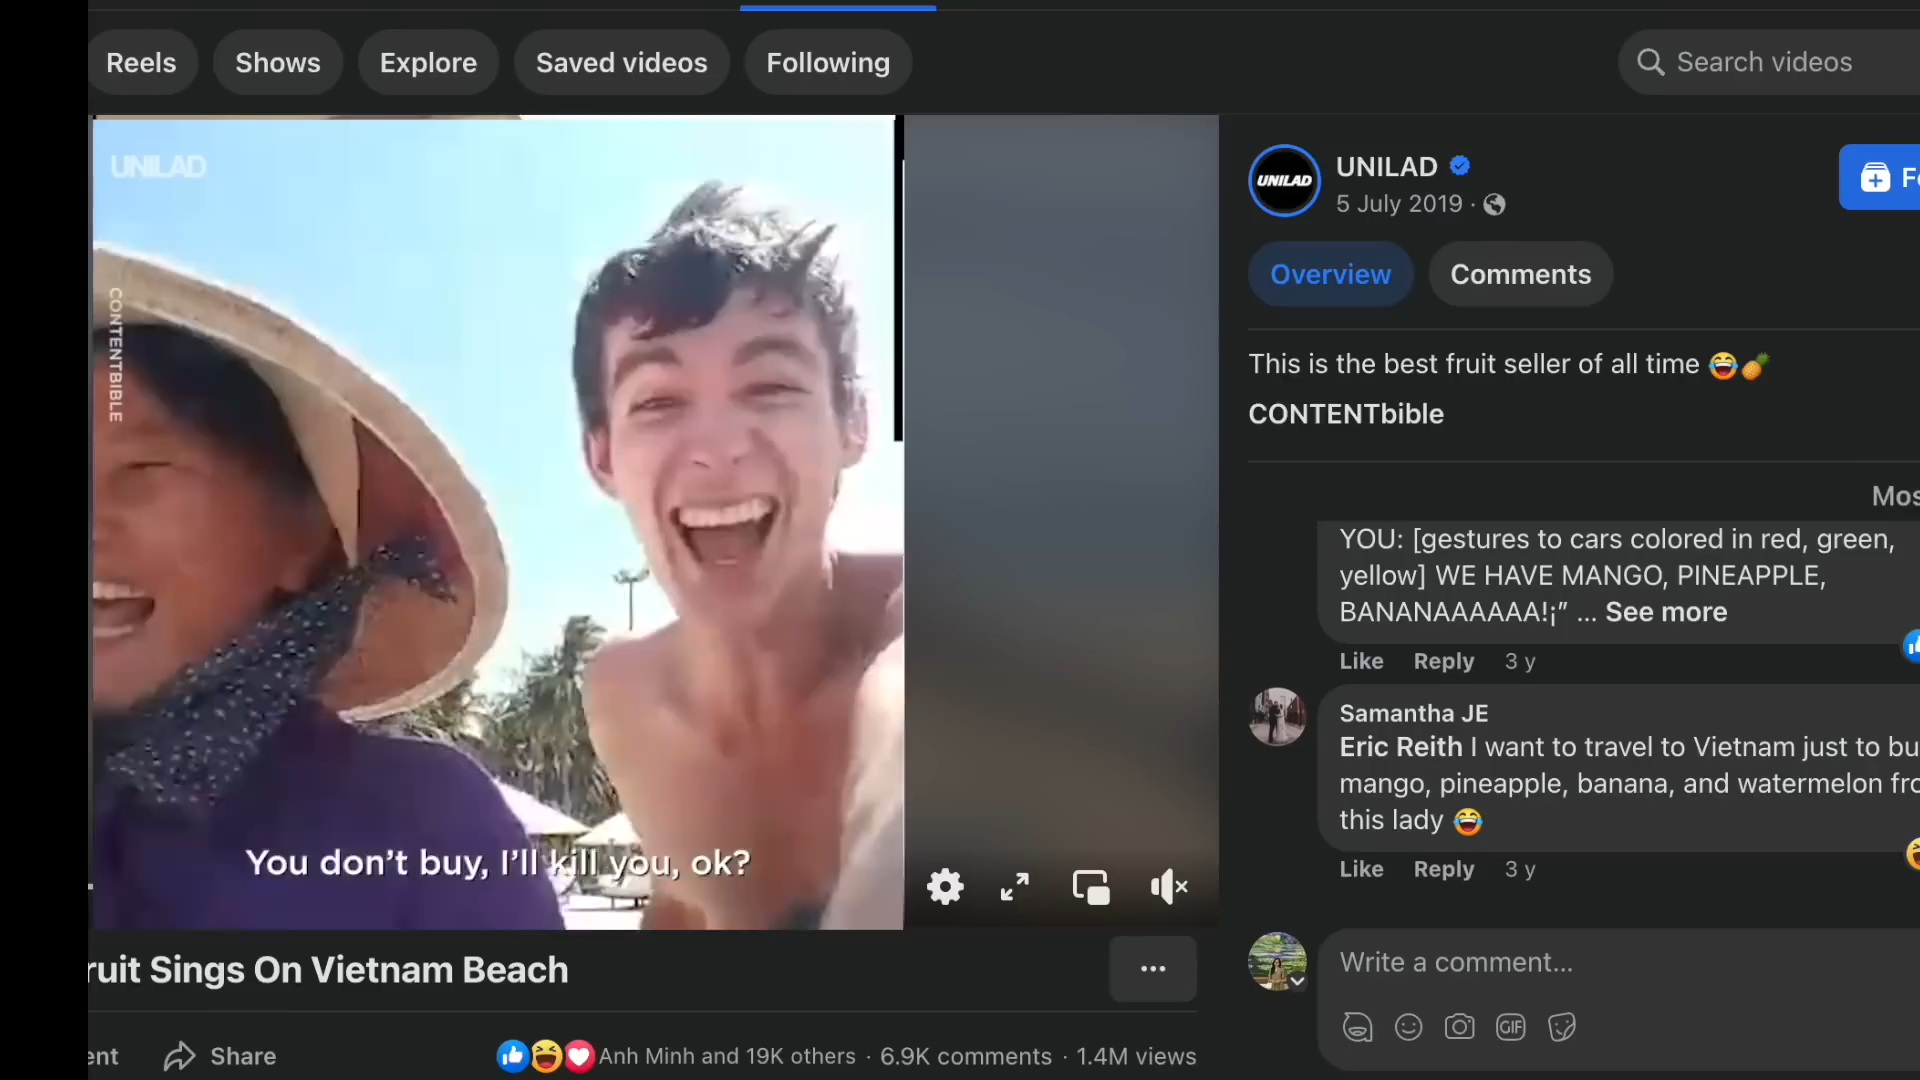 Reels
Shows
Explore
Saved videos
Following
Search videos
UNILAD
CONTENTBIBLE
You don't buy, I'll kill you, ok?
UNILAD
UNILAD
5 July 2019 ·
Overview
Comments
This is the best fruit seller of all time 😂🍍
CONTENTbible
YOU: [gestures to cars colored in red, green,
yellow] WE HAVE MANGO, PINEAPPLE,
BANANAAAAAA!¡” ... See more
Like Reply 3 y
Samantha JE
Eric Reith I want to travel to Vietnam just to bu
mango, pineapple, banana, and watermelon fro
this lady 😂
Like Reply 3 y
Write a comment...
GIF
ruit Sings On Vietnam Beach
ent
Share
Anh Minh and 19K others · 6.9K comments · 1.4M views